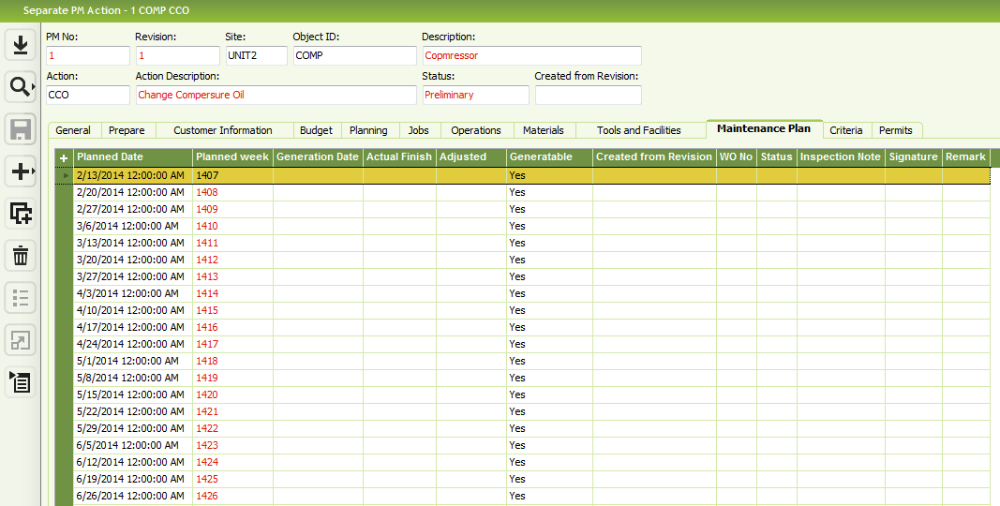 Separate PM Action - 1 COMP CCO
PM No: Revision: Site: Object ID: Description:
1 1 UNIT2 COMP Copmressor
Action: Action Description: Status: Created from Revision:
CCO Change Compersure Oil Preliminary
General Prepare Customer Information Budget Planning Jobs Operations Materials Tools and Facilities Maintenance Plan Criteria Permits
Planned Date Planned week Generation Date Actual Finish Adjusted Generatable Created from Revision WO No Status Inspection Note Signature Remark
2/13/2014 12:00:00 AM 1407 Yes
2/20/2014 12:00:00 AM 1408 Yes
2/27/2014 12:00:00 AM 1409 Yes
3/6/2014 12:00:00 AM 1410 Yes
3/13/2014 12:00:00 AM 1411 Yes
3/20/2014 12:00:00 AM 1412 Yes
3/27/2014 12:00:00 AM 1413 Yes
4/3/2014 12:00:00 AM 1414 Yes
4/10/2014 12:00:00 AM 1415 Yes
4/17/2014 12:00:00 AM 1416 Yes
4/24/2014 12:00:00 AM 1417 Yes
5/1/2014 12:00:00 AM 1418 Yes
5/8/2014 12:00:00 AM 1419 Yes
5/15/2014 12:00:00 AM 1420 Yes
5/22/2014 12:00:00 AM 1421 Yes
5/29/2014 12:00:00 AM 1422 Yes
6/5/2014 12:00:00 AM 1423 Yes
6/12/2014 12:00:00 AM 1424 Yes
6/19/2014 12:00:00 AM 1425 Yes
6/26/2014 12:00:00 AM 1426 Yes